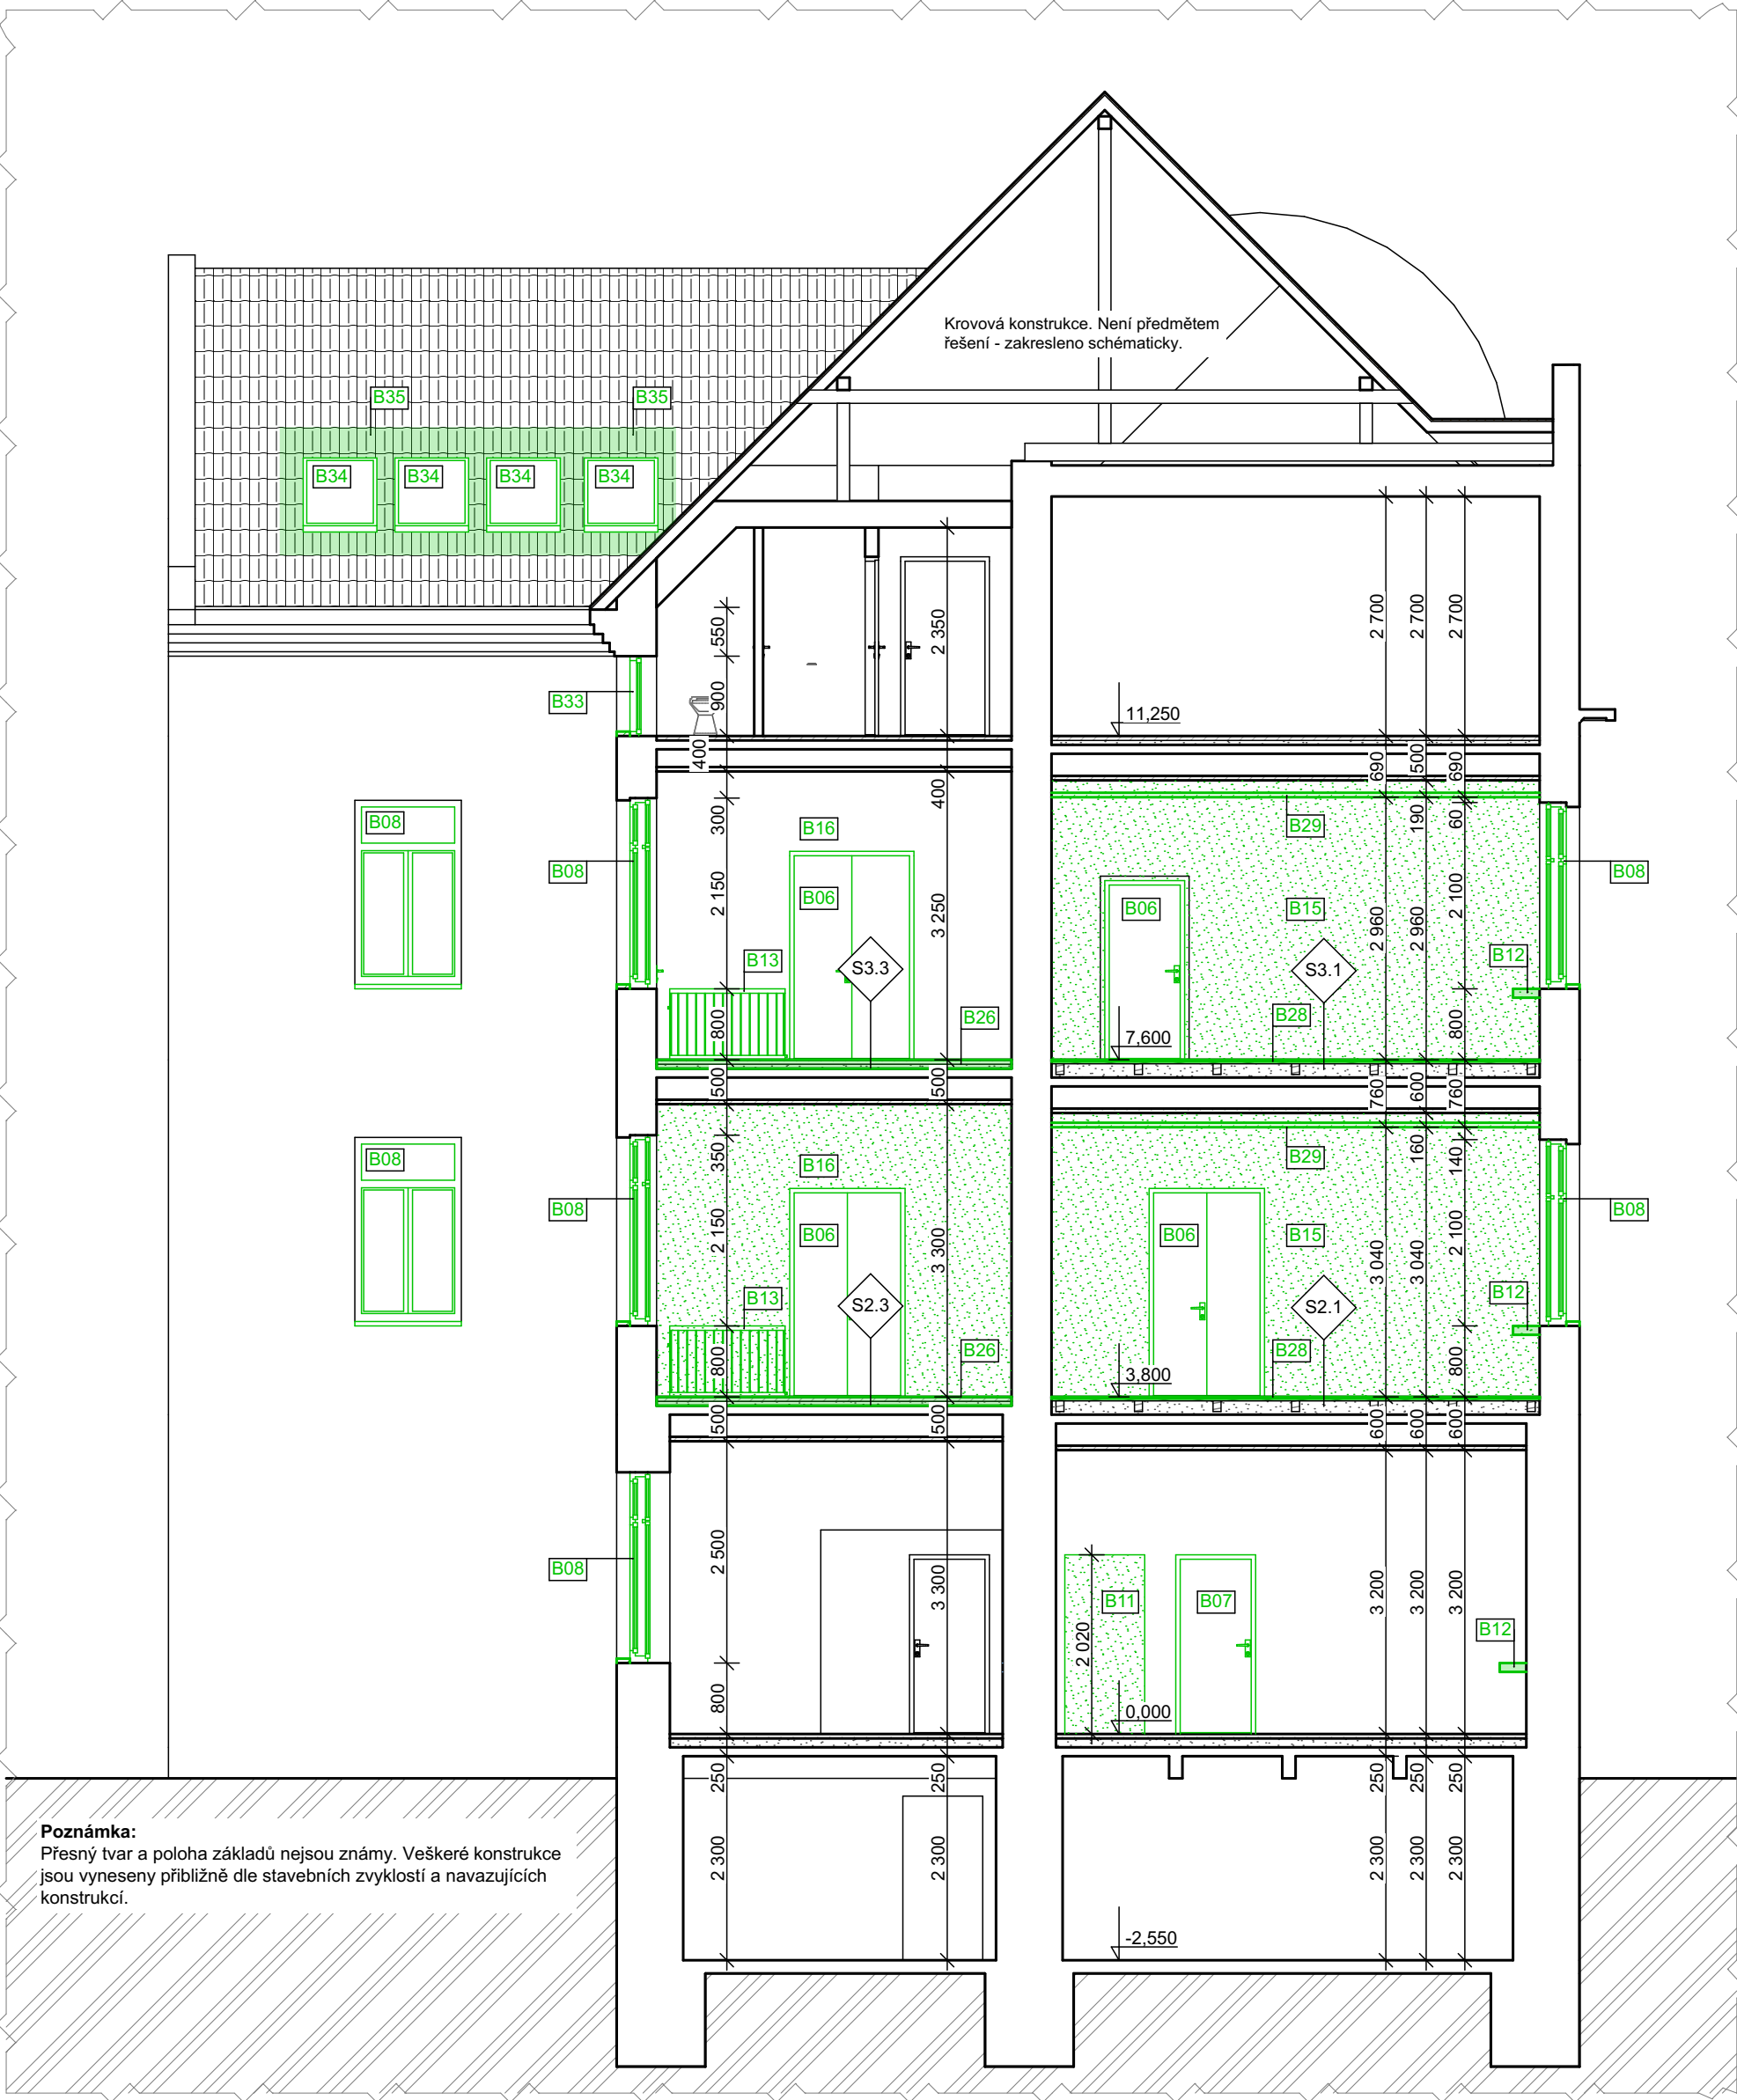 Krovová konstrukce. Není předmětem
řešení - zakresleno schématicky.
B35
B35
B34
B34
B34
B34
550
2 350
2 700
2 700
2 700
B33
900
11,250
400
400
690
500
690
B08
300
B16
B29
190
60
B08
B08
2 150
B06
3 250
B06
B15
2 960
2 960
2 100
B12
B13
S3.3
S3.1
B26
B28
800
7,600
800
500
500
760
600
760
B08
350
B16
B29
160
140
B08
B08
2 150
B06
3 300
B06
B15
3 040
3 040
2 100
B12
B13
S2.3
S2.1
B26
B28
800
3,800
800
500
500
600
600
600
B08
2 500
3 300
B11
B07
3 200
3 200
3 200
2 020
B12
800
0,000
250
250
250
250
250
Poznámka:
Přesný tvar a poloha základů nejsou známy. Veškeré konstrukce
jsou vyneseny přibližně dle stavebních zvyklostí a navazujících
konstrukcí.
2 300
2 300
2 300
2 300
2 300
-2,550